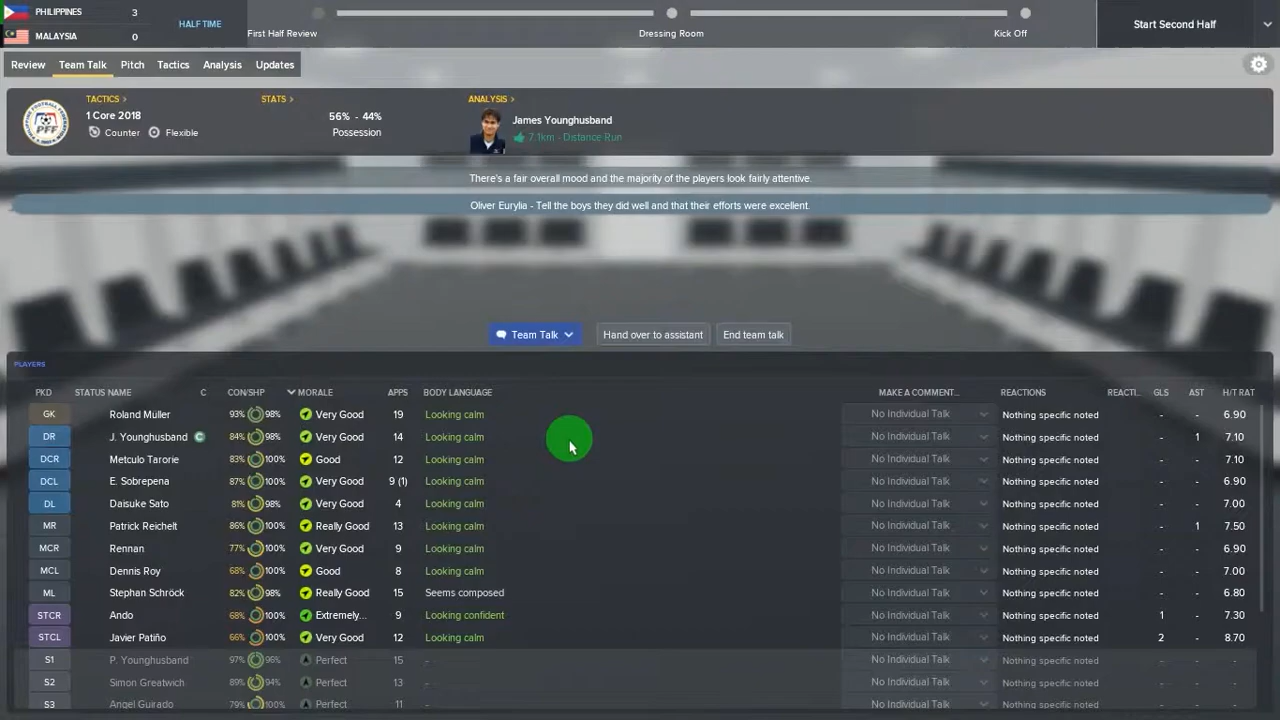 PHILIPPINES 3
MALAYSIA 0
HALF TIME
First Half Review
Dressing Room
Kick Off
Start Second Half
Review Team Talk Pitch Tactics Analysis Updates
TACTICS >
1 Core 2018
Counter Flexible
STATS >
56% - 44%
Possession
ANALYSIS >
James Younghusband
7.1km - Distance Run
There's a fair overall mood and the majority of the players look fairly attentive.
Oliver Eurylia - Tell the boys they did well and that their efforts were excellent.
Team Talk Hand over to assistant End team talk
PLAYERS
PKD STATUS NAME C CON/SHP MORALE APPS BODY LANGUAGE MAKE A COMMENT... REACTIONS REACTI... GLS AST H/T RAT
GK Roland Müller 93% 98% Very Good 19 Looking calm No Individual Talk Nothing specific noted - - 6.90
DR J. Younghusband C 84% 98% Very Good 14 Looking calm No Individual Talk Nothing specific noted - 1 7.10
DCR Metculo Tarorie 83% 100% Good 12 Looking calm No Individual Talk Nothing specific noted - - 7.10
DCL E. Sobrepena 87% 100% Very Good 9 (1) Looking calm No Individual Talk Nothing specific noted - - 6.90
DL Daisuke Sato 81% 98% Very Good 4 Looking calm No Individual Talk Nothing specific noted - - 7.00
MR Patrick Reichelt 86% 100% Really Good 13 Looking calm No Individual Talk Nothing specific noted - 1 7.50
MCR Rennan 77% 100% Very Good 9 Looking calm No Individual Talk Nothing specific noted - - 6.90
MCL Dennis Roy 68% 100% Good 8 Looking calm No Individual Talk Nothing specific noted - - 7.00
ML Stephan Schröck 82% 98% Really Good 15 Seems composed No Individual Talk Nothing specific noted - - 6.80
STCR Ando 68% 100% Extremely... 9 Looking confident No Individual Talk Nothing specific noted 1 - 7.30
STCL Javier Patiño 66% 100% Very Good 12 Looking calm No Individual Talk Nothing specific noted 2 - 8.70
S1 P. Younghusband 97% 96% Perfect 15 - No Individual Talk Nothing specific noted - - -
S2 Simon Greatwich 89% 94% Perfect 13 - No Individual Talk Nothing specific noted - - -
S3 Angel Guirado 79% 100% Perfect 11 - No Individual Talk Nothing specific noted - - -